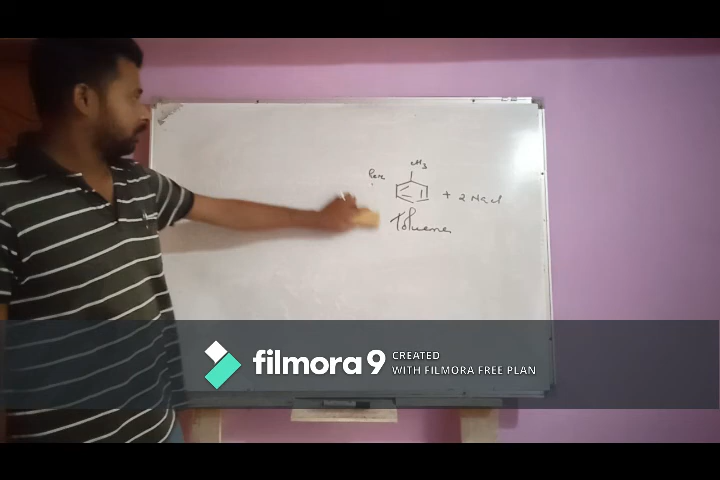 CH3
+ 2 NaCl
Toluene
filmora 9 CREATED
WITH FILMORA FREE PLAN